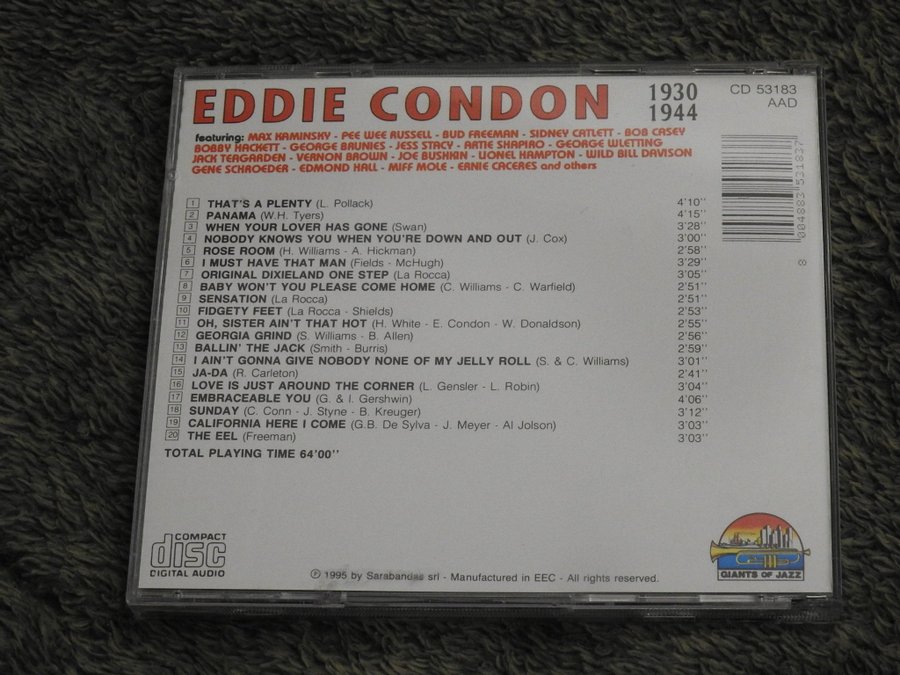 EDDIE CONDON 1930 1944
CD 53183
AAD
featuring: MAX KAMINSKY - PEE WEE RUSSELL - BUD FREEMAN - SIDNEY CATLETT - BOB CASEY
BOBBY HACKETT - GEORGE BRUNIES - JESS STACY - ARTIE SHAPIRO - GEORGE WLETTING
JACK TERGARDEN - VERNON BROWN - JOE BUSHKIN - LIONEL HAMPTON - WILD BILL DAVISON
GENE SCHROEDER - EDMOND HALL - MIFF MOLE - ERNIE CACERES and others
1 THAT'S A PLENTY (L. Pollack) 4'10''
2 PANAMA (W.H. Tyers) 4'15''
3 WHEN YOUR LOVER HAS GONE (Swan) 3'28''
4 NOBODY KNOWS YOU WHEN YOU'RE DOWN AND OUT (J. Cox) 3'00''
5 ROSE ROOM (H. Williams - A. Hickman) 2'58''
6 I MUST HAVE THAT MAN (Fields - McHugh) 3'29''
7 ORIGINAL DIXIELAND ONE STEP (La Rocca) 3'05''
8 BABY WON'T YOU PLEASE COME HOME (C. Williams - C. Warfield) 2'51''
9 SENSATION (La Rocca) 2'51''
10 FIDGETY FEET (La Rocca - Shields) 2'53''
11 OH, SISTER AIN'T THAT HOT (H. White - E. Condon - W. Donaldson) 2'55''
12 GEORGIA GRIND (S. Williams - B. Allen) 2'56''
13 BALLIN' THE JACK (Smith - Burris) 2'59''
14 I AIN'T GONNA GIVE NOBODY NONE OF MY JELLY ROLL (S. & C. Williams) 3'01''
15 JA-DA (R. Carleton) 2'41''
16 LOVE IS JUST AROUND THE CORNER (L. Gensler - L. Robin) 3'04''
17 EMBRACEABLE YOU (G. & I. Gershwin) 4'06''
18 SUNDAY (C. Conn - J. Styne - B. Kreuger) 3'12''
19 CALIFORNIA HERE I COME (G.B. De Sylva - J. Meyer - Al Jolson) 3'03''
20 THE EEL (Freeman) 3'03''
TOTAL PLAYING TIME 64'00''
8 004883 531837
COMPACT
disc
DIGITAL AUDIO
℗ 1995 by Sarabandas srl - Manufactured in EEC - All rights reserved.
GIANTS OF JAZZ